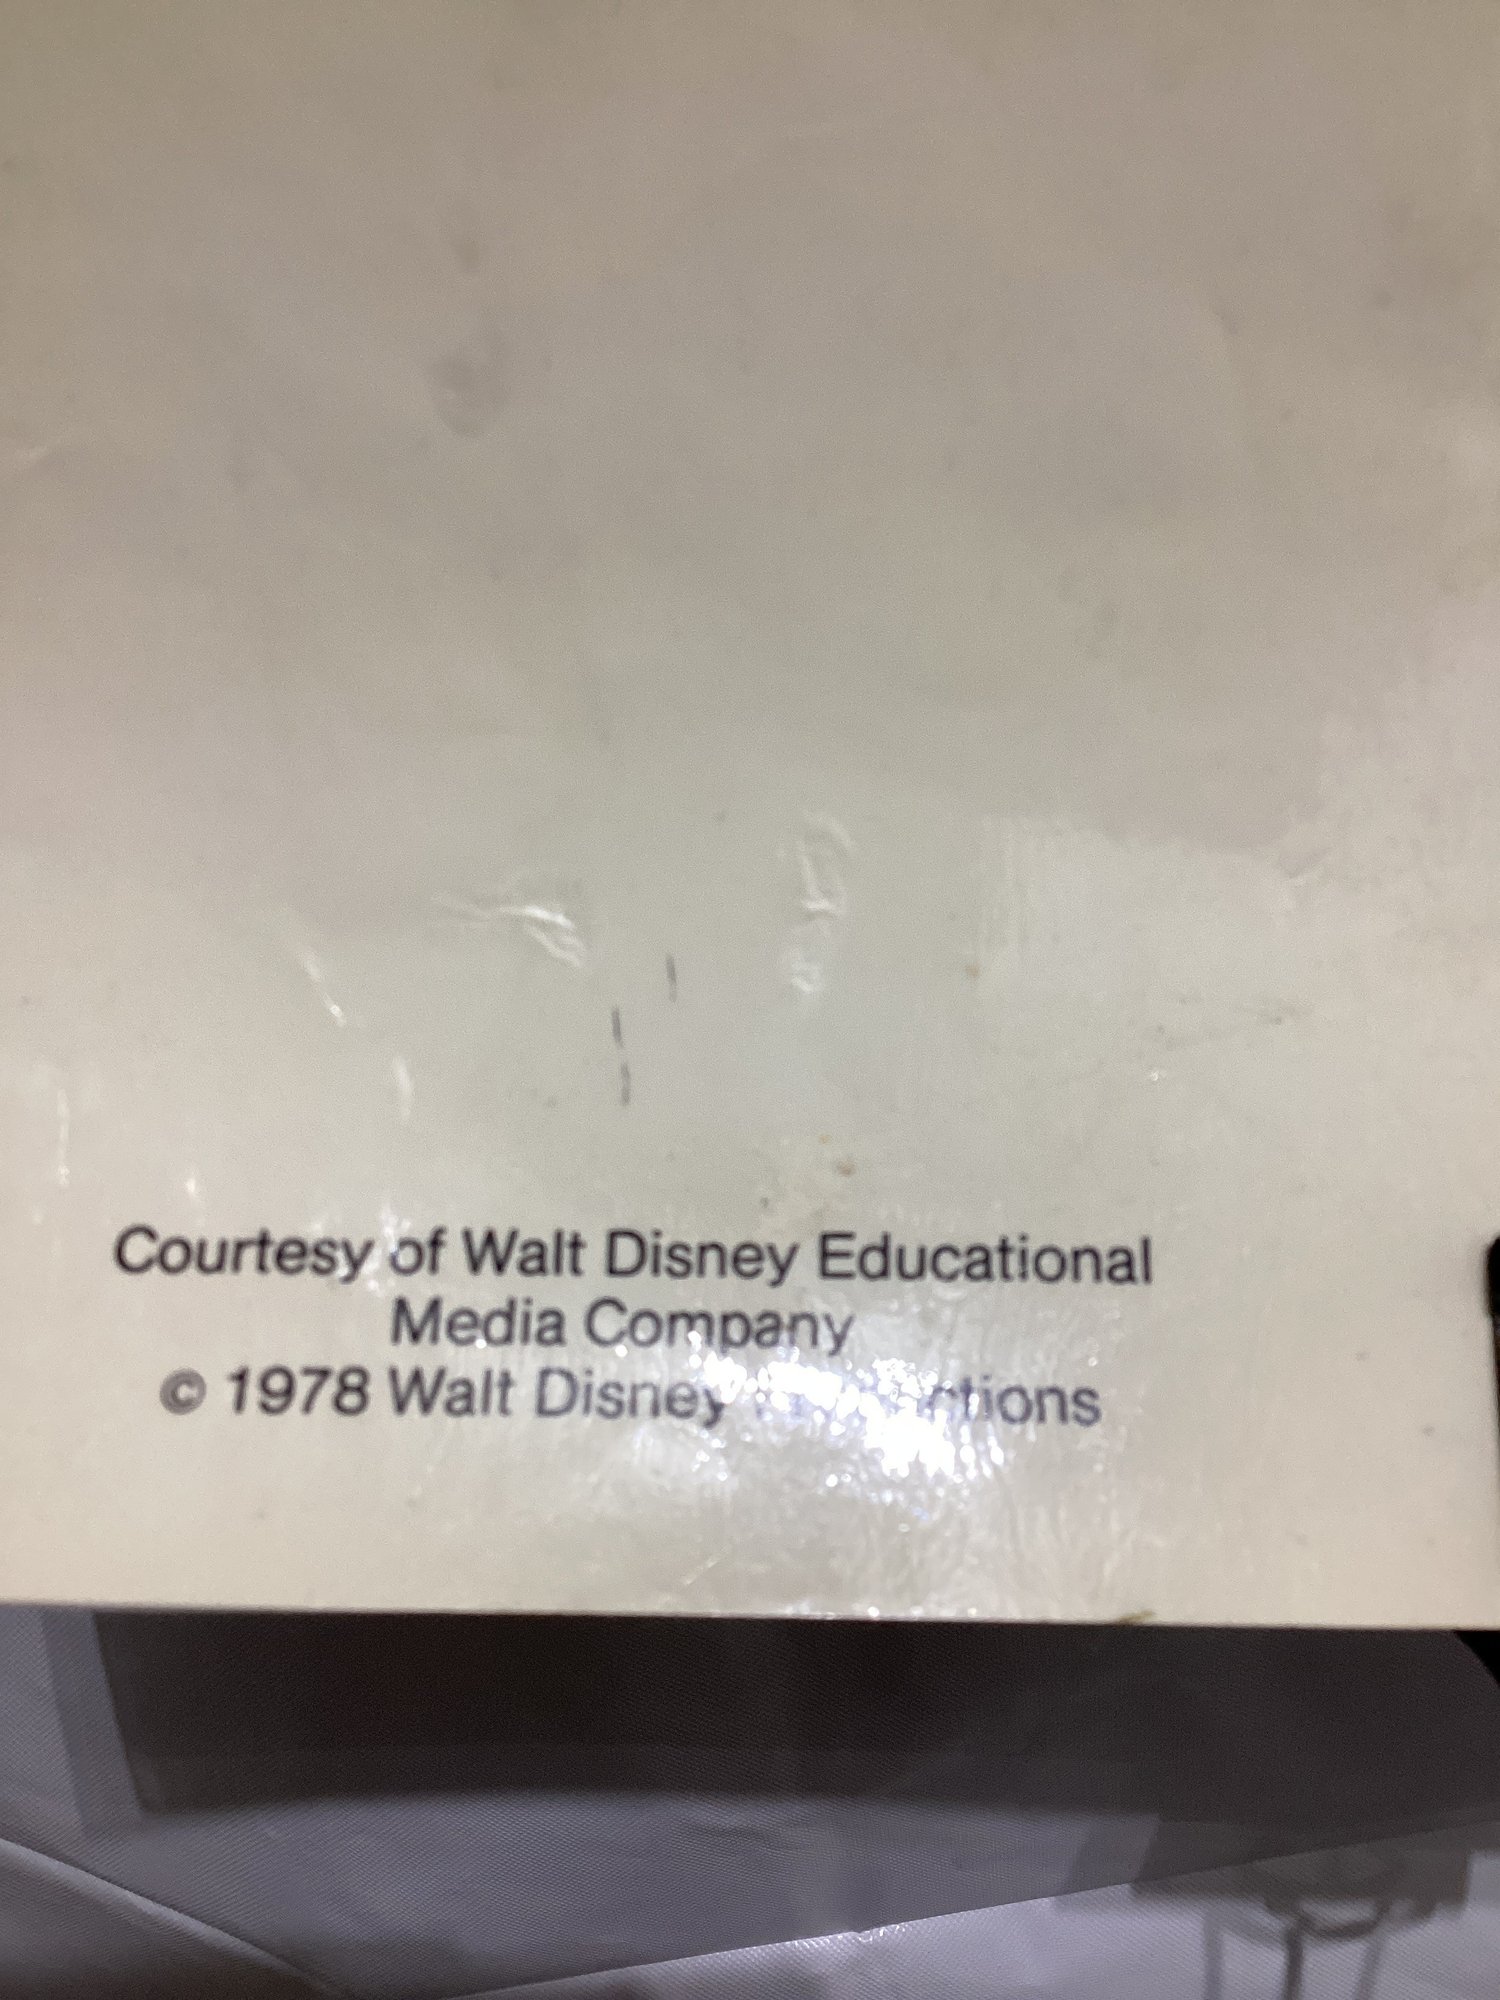 Courtesy of Walt Disney Educational
Media Company
© 1978 Walt Disney